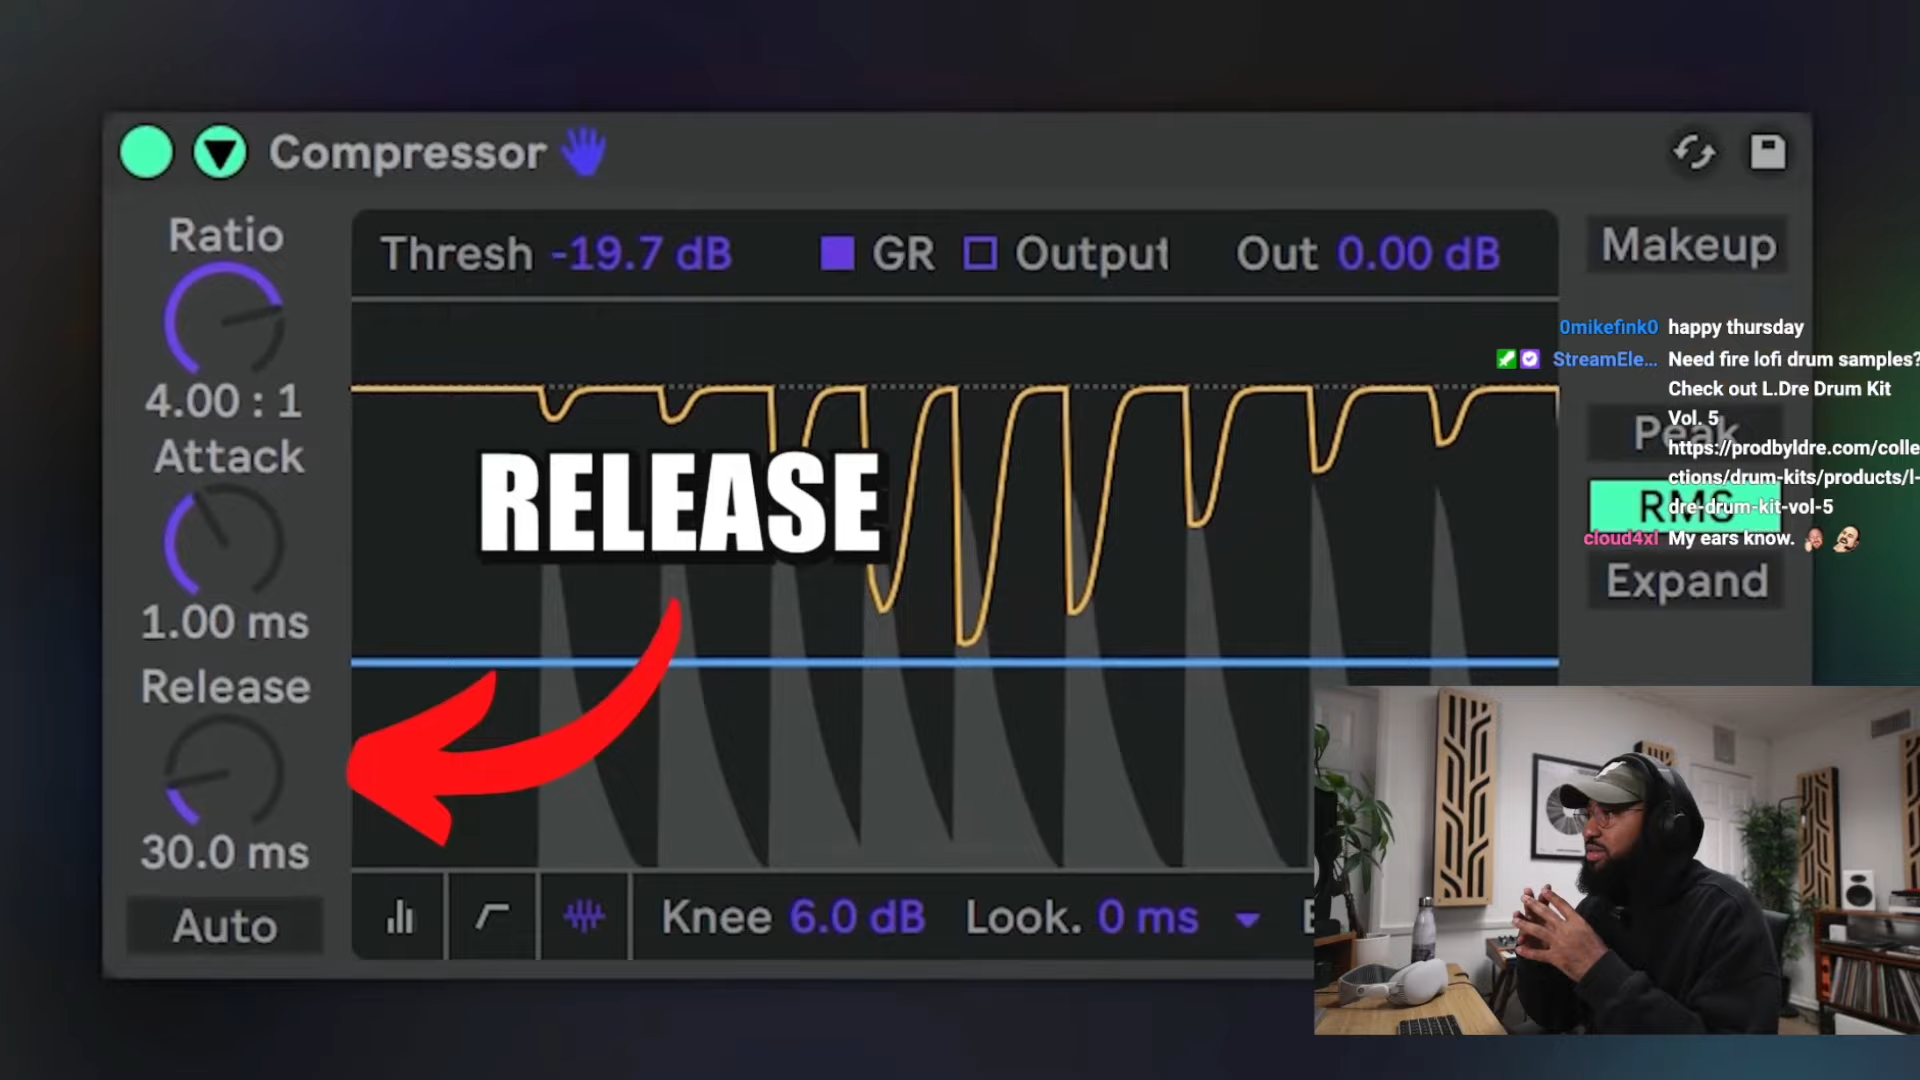 Compressor
Ratio
4.00 : 1
Attack
1.00 ms
Release
30.0 ms
Auto
Thresh -19.7 dB GR Output Out 0.00 dB
RELEASE
Knee 6.0 dB Look. 0 ms
Makeup
Peak
RMS
Expand
0mikefink0 happy thursday
StreamEle... Need fire lofi drum samples?
Check out L.Dre Drum Kit
Vol. 5
https://prodbyldre.com/colle
ctions/drum-kits/products/l-
dre-drum-kit-vol-5
cloud4xl My ears know.